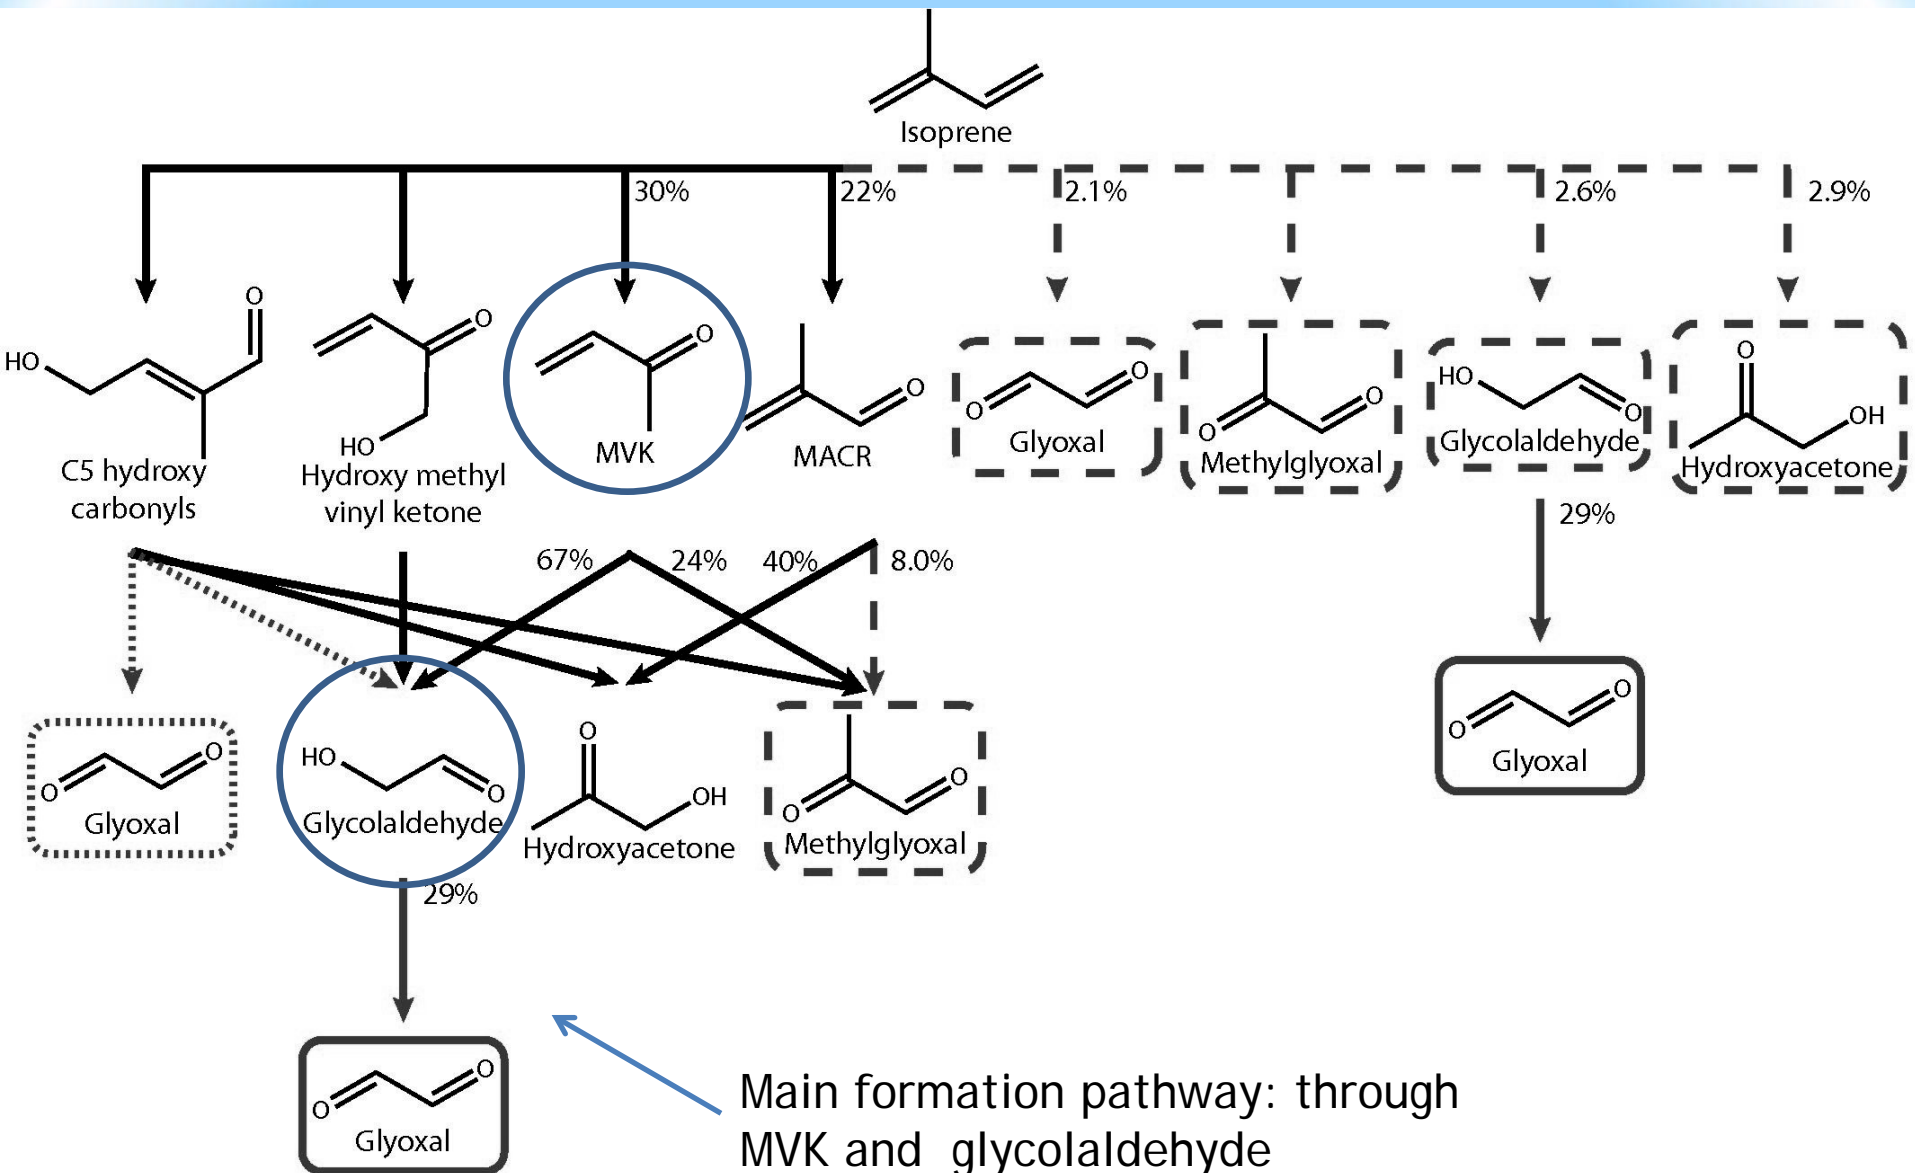 Isoprene
30%
22%
2.1%
2.6%
2.9%
O
HO
C5 hydroxy
carbonyls
O
HO
Hydroxy methyl
vinyl ketone
O
MVK
O
MACR
O
O
Glyoxal
O
O
Methylglyoxal
HO
O
Glycolaldehyde
O
OH
Hydroxyacetone
29%
67%
24%
40%
8.0%
O
O
Glyoxal
HO
O
Glycolaldehyde
O
OH
Hydroxyacetone
O
O
Methylglyoxal
O
O
Glyoxal
29%
O
O
Glyoxal
Main formation pathway: through
MVK and glycolaldehyde